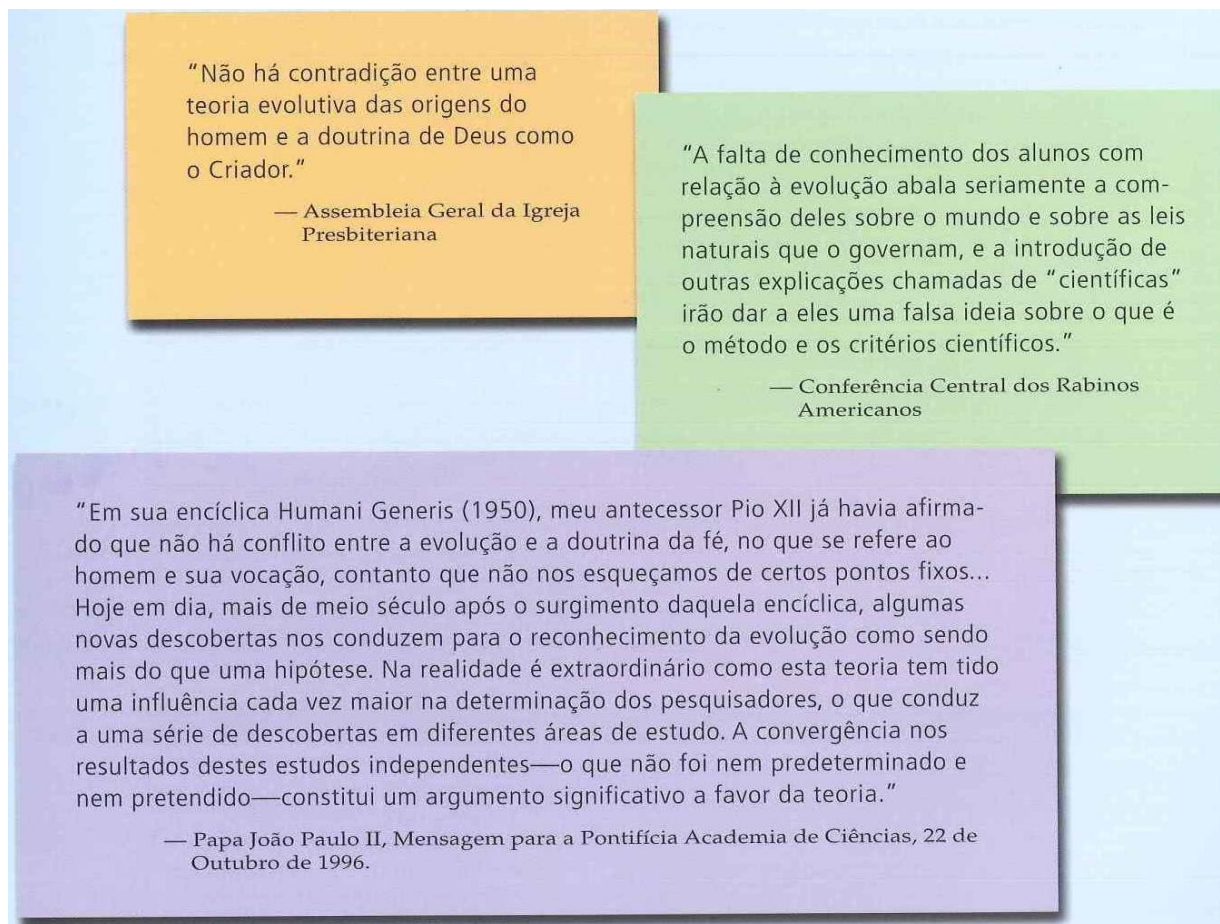 “Não há contradição entre uma
teoria evolutiva das origens do
homem e a doutrina de Deus como
o Criador.”
— Assembleia Geral da Igreja
Presbiteriana
“A falta de conhecimento dos alunos com
relação à evolução abala seriamente a com-
preensão deles sobre o mundo e sobre as leis
naturais que o governam, e a introdução de
outras explicações chamadas de “científicas”
irão dar a eles uma falsa ideia sobre o que é
o método e os critérios científicos.”
— Conferência Central dos Rabinos
Americanos
“Em sua encíclica Humani Generis (1950), meu antecessor Pio XII já havia afirma-
do que não há conflito entre a evolução e a doutrina da fé, no que se refere ao
homem e sua vocação, contanto que não nos esqueçamos de certos pontos fixos...
Hoje em dia, mais de meio século após o surgimento daquela encíclica, algumas
novas descobertas nos conduzem para o reconhecimento da evolução como sendo
mais do que uma hipótese. Na realidade é extraordinário como esta teoria tem tido
uma influência cada vez maior na determinação dos pesquisadores, o que conduz
a uma série de descobertas em diferentes áreas de estudo. A convergência nos
resultados destes estudos independentes—o que não foi nem predeterminado e
nem pretendido—constitui um argumento significativo a favor da teoria.”
— Papa João Paulo II, Mensagem para a Pontifícia Academia de Ciências, 22 de
Outubro de 1996.